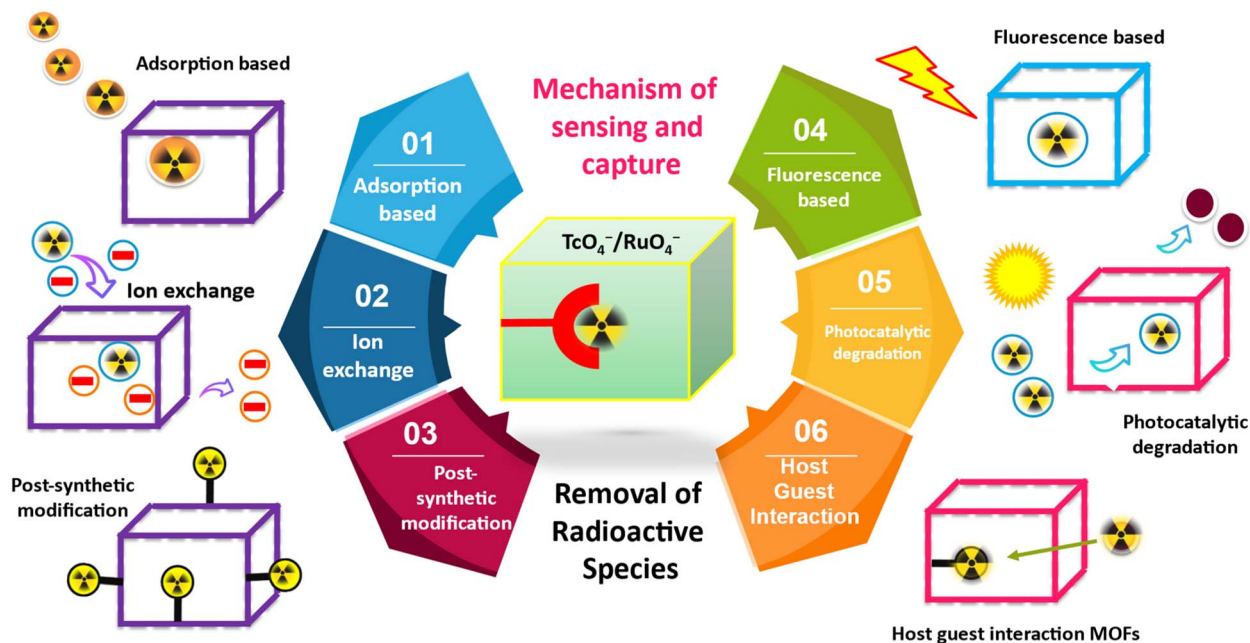 Adsorption based
Mechanism of
sensing and
capture
Fluorescence based
01
Adsorption
based
04
Fluorescence
based
TcO₄⁻/RuO₄⁻
Ion exchange
02
Ion
exchange
05
Photocatalytic
degradation
Photocatalytic
degradation
03
Post-
synthetic
modification
06
Host
Guest
Interaction
Post-synthetic
modification
Removal of
Radioactive
Species
Host guest interaction MOFs